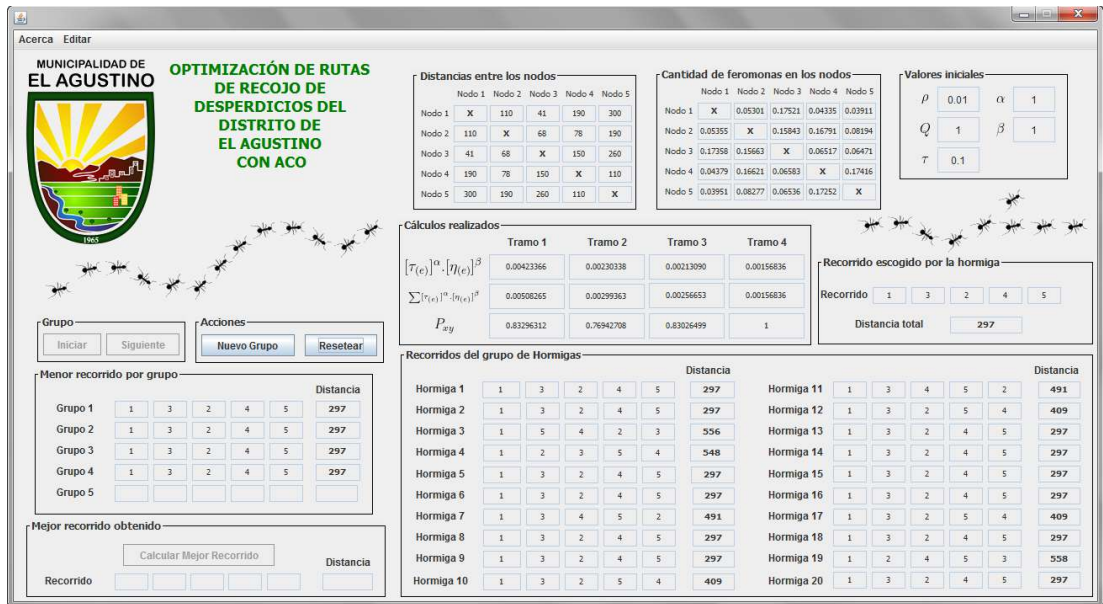 Acerca Editar
MUNICIPALIDAD DE
EL AGUSTINO
1965
OPTIMIZACIÓN DE RUTAS
DE RECOJO DE
DESPERDICIOS DEL
DISTRITO DE
EL AGUSTINO
CON ACO
Distancias entre los nodos
Nodo 1 Nodo 2 Nodo 3 Nodo 4 Nodo 5
Nodo 1 X 110 41 190 300
Nodo 2 110 X 68 78 190
Nodo 3 41 68 X 150 260
Nodo 4 190 78 150 X 110
Nodo 5 300 190 260 110 X
Cantidad de feromonas en los nodos
Nodo 1 Nodo 2 Nodo 3 Nodo 4 Nodo 5
Nodo 1 X 0.05301 0.17521 0.04335 0.03911
Nodo 2 0.05355 X 0.15843 0.16791 0.08194
Nodo 3 0.17358 0.15663 X 0.06517 0.06471
Nodo 4 0.04379 0.16621 0.06583 X 0.17416
Nodo 5 0.03951 0.08277 0.06536 0.17252 X
Valores iniciales
ρ 0.01 α 1
Q 1 β 1
τ 0.1
Cálculos realizados
Tramo 1 Tramo 2 Tramo 3 Tramo 4
[τ(e)]^α.[η(e)]^β 0.00423366 0.00230338 0.00213090 0.00156836
∑[τ(e)]^α.[η(e)]^β 0.00508265 0.00299363 0.00256653 0.00156836
Pxy 0.83296312 0.76942708 0.83026499 1
Recorrido escogido por la hormiga
Recorrido 1 3 2 4 5
Distancia total 297
Grupo
Iniciar Siguiente
Acciones
Nuevo Grupo Resetear
Menor recorrido por grupo
Distancia
Grupo 1 1 3 2 4 5 297
Grupo 2 1 3 2 4 5 297
Grupo 3 1 3 2 4 5 297
Grupo 4 1 3 2 4 5 297
Grupo 5
Mejor recorrido obtenido
Calcular Mejor Recorrido
Distancia
Recorrido
Recorridos del grupo de Hormigas
Distancia Distancia
Hormiga 1 1 3 2 4 5 297 Hormiga 11 1 3 4 5 2 491
Hormiga 2 1 3 2 4 5 297 Hormiga 12 1 3 2 5 4 409
Hormiga 3 1 5 4 2 3 556 Hormiga 13 1 3 2 4 5 297
Hormiga 4 1 2 3 5 4 548 Hormiga 14 1 3 2 4 5 297
Hormiga 5 1 3 2 4 5 297 Hormiga 15 1 3 2 4 5 297
Hormiga 6 1 3 2 4 5 297 Hormiga 16 1 3 2 4 5 297
Hormiga 7 1 3 4 5 2 491 Hormiga 17 1 3 2 5 4 409
Hormiga 8 1 3 2 4 5 297 Hormiga 18 1 3 2 4 5 297
Hormiga 9 1 3 2 4 5 297 Hormiga 19 1 2 4 5 3 558
Hormiga 10 1 3 2 5 4 409 Hormiga 20 1 3 2 4 5 297